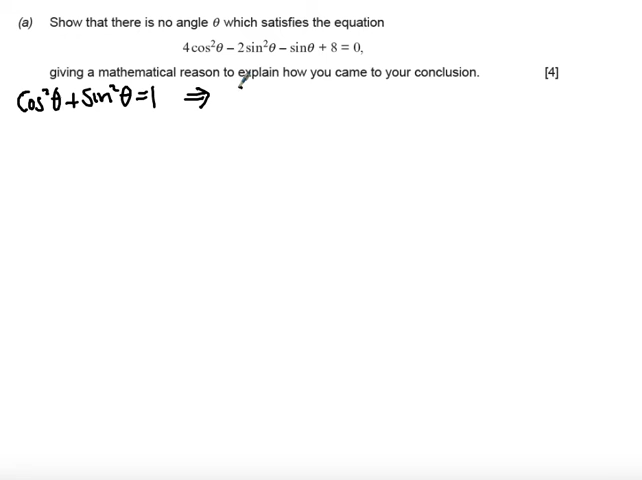 (a) Show that there is no angle θ which satisfies the equation
4cos²θ – 2sin²θ – sinθ + 8 = 0,
giving a mathematical reason to explain how you came to your conclusion. [4]
cos²θ + sin²θ = 1 ⇒